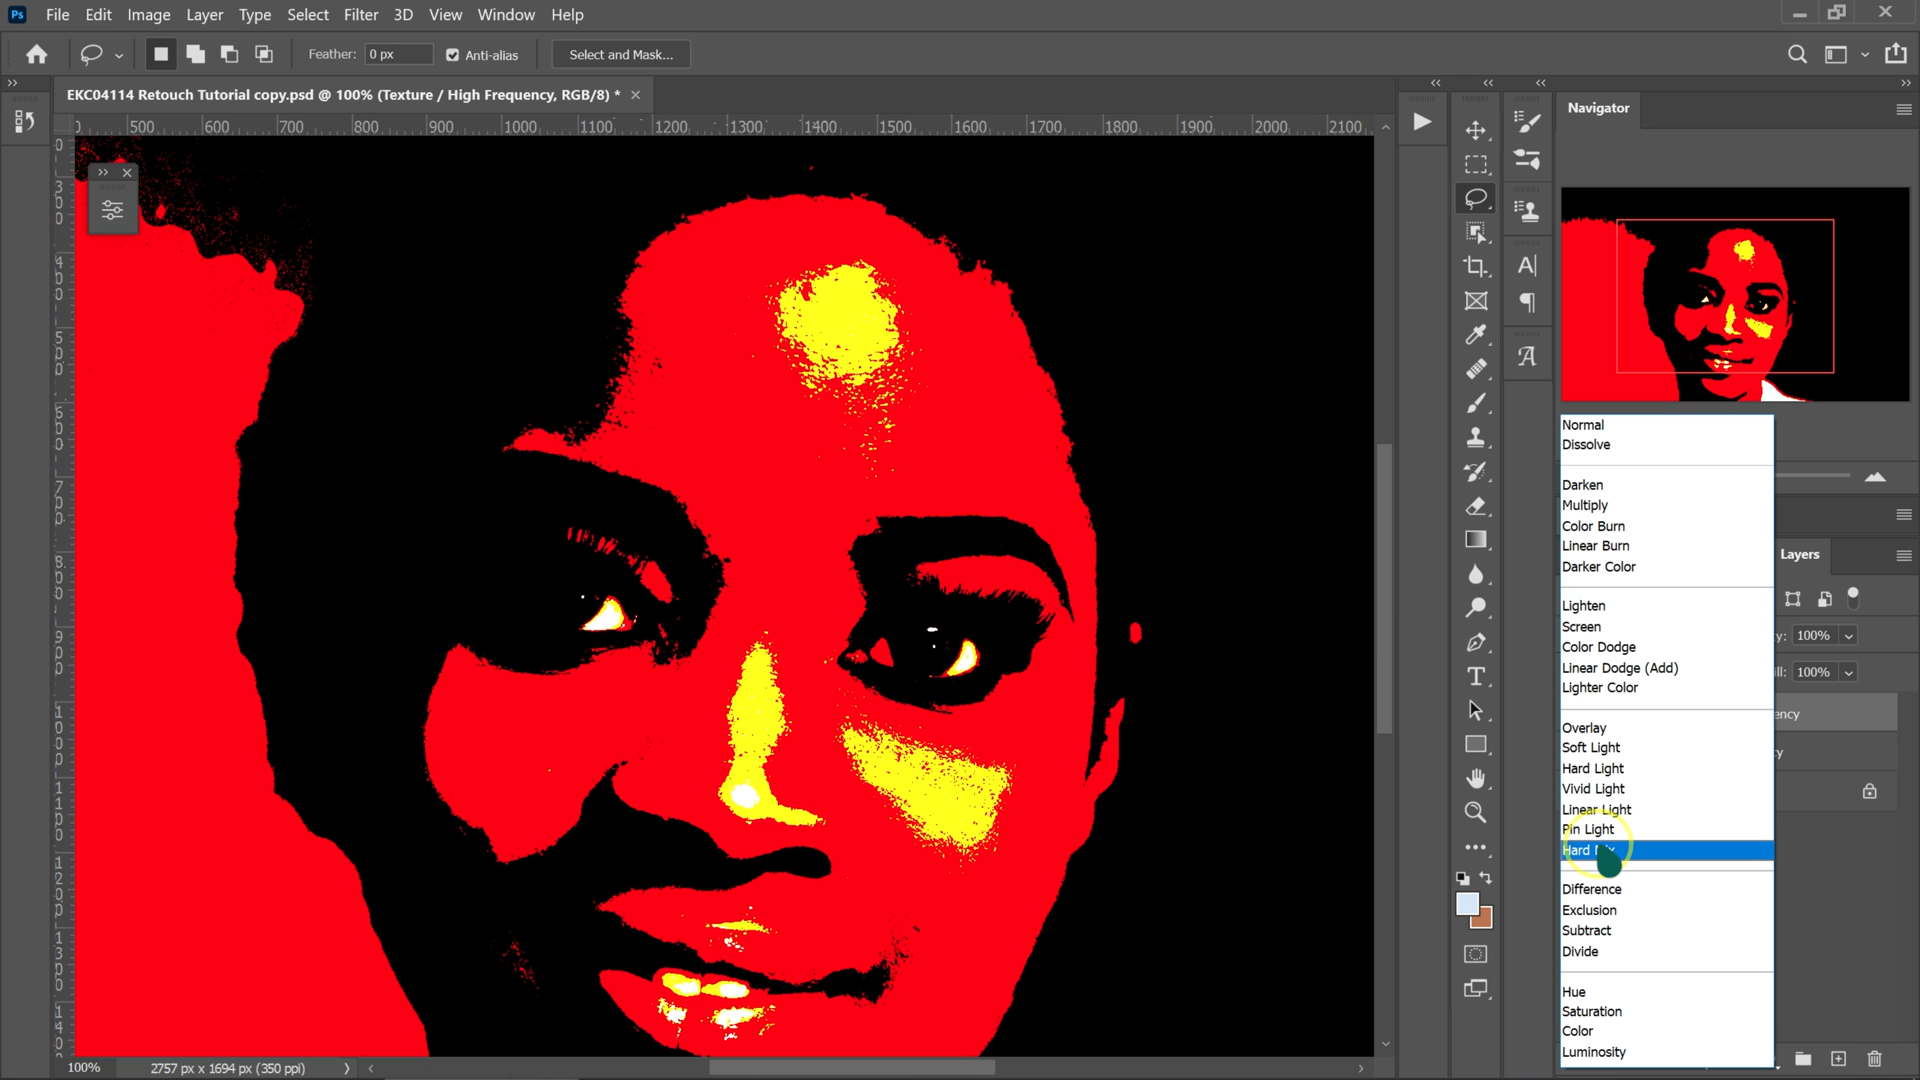 Ps File Edit Image Layer Type Select Filter 3D View Window Help
Feather: 0 px Anti-alias Select and Mask...
EKC04114 Retouch Tutorial copy.psd @ 100% (Texture / High Frequency, RGB/8) *
500 600 700 800 900 1000 1100 1200 1300 1400 1500 1600 1700 1800 1900 2000 2100
Navigator
Normal
Dissolve
Darken
Multiply
Color Burn
Linear Burn
Darker Color
Lighten
Screen
Color Dodge
Linear Dodge (Add)
Lighter Color
Overlay
Soft Light
Hard Light
Vivid Light
Linear Light
Pin Light
Hard Mix
Difference
Exclusion
Subtract
Divide
Hue
Saturation
Color
Luminosity
Layers
100%
100%
100% 2757 px x 1694 px (350 ppi)